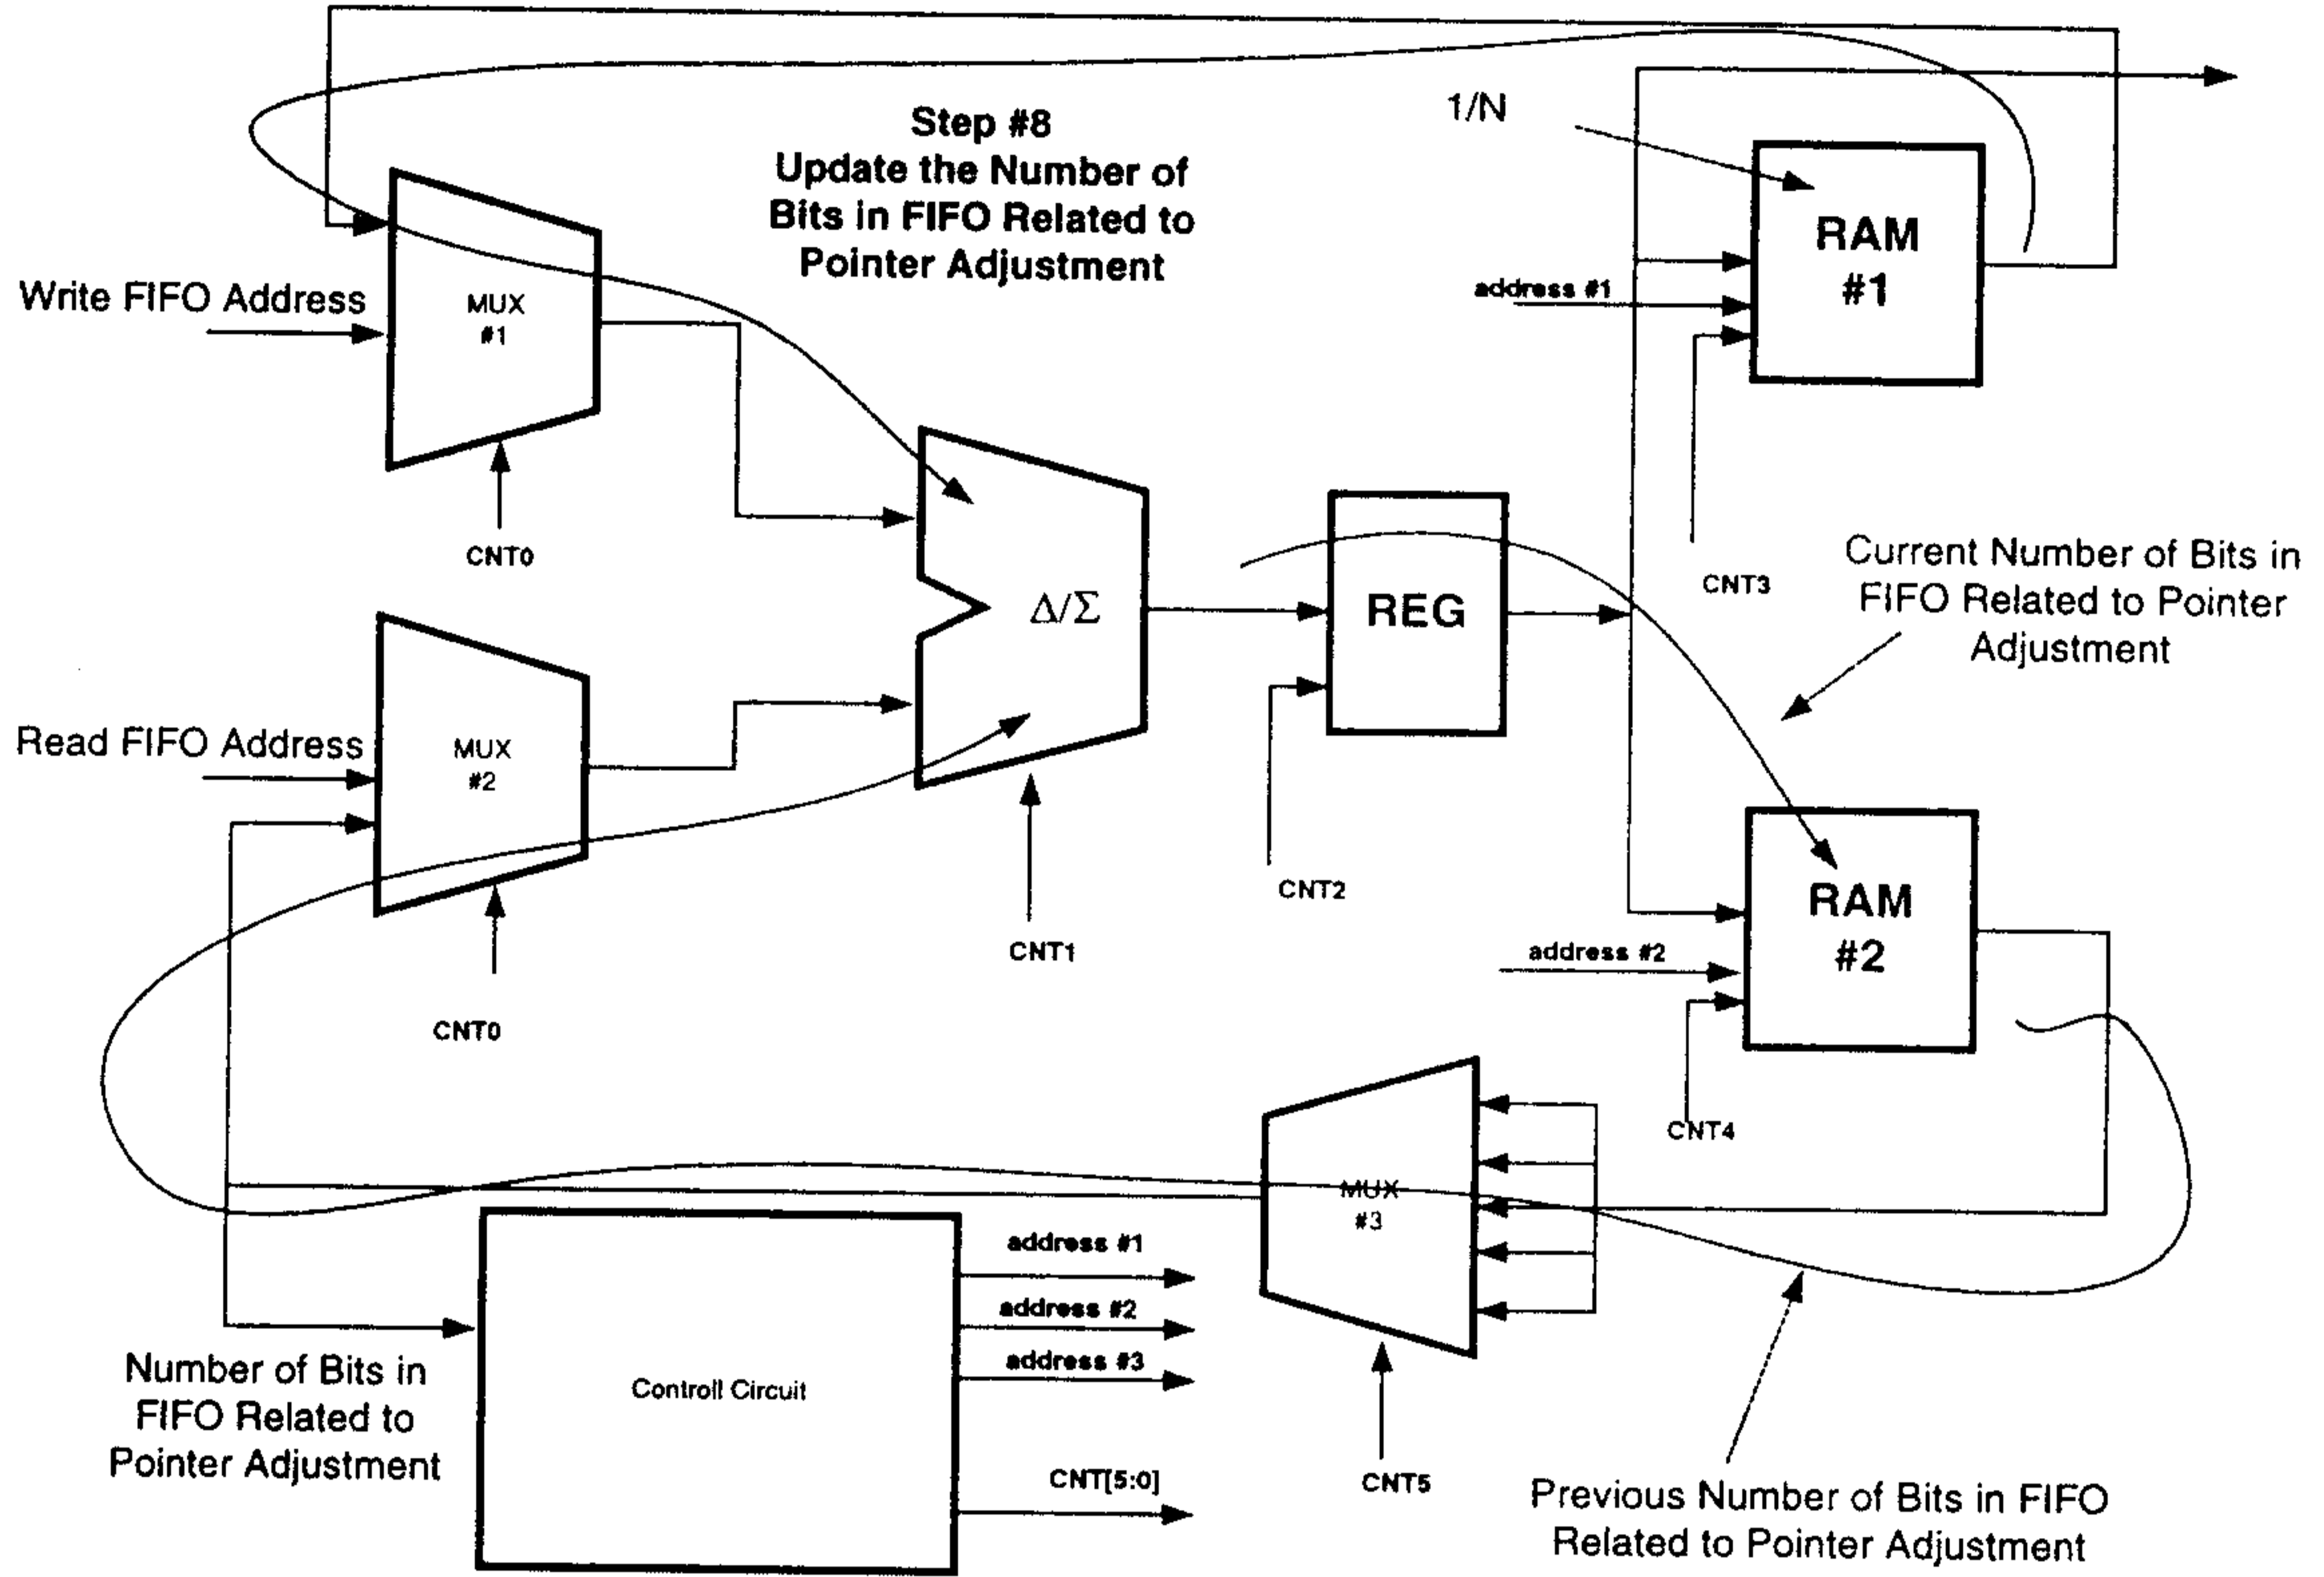 Step #8
Update the Number of
Bits in FIFO Related to
Pointer Adjustment
1/N
RAM
#1
address #1
Write FIFO Address
MUX
#1
CNT0
CNT3
Current Number of Bits in
FIFO Related to Pointer
Adjustment
Δ/Σ
REG
Read FIFO Address
MUX
#2
CNT0
CNT1
CNT2
RAM
#2
address #2
CNT4
MUX
#3
CNT5
Number of Bits in
FIFO Related to
Pointer Adjustment
Controll Circuit
address #1
address #2
address #3
CNT[5:0]
Previous Number of Bits in FIFO
Related to Pointer Adjustment